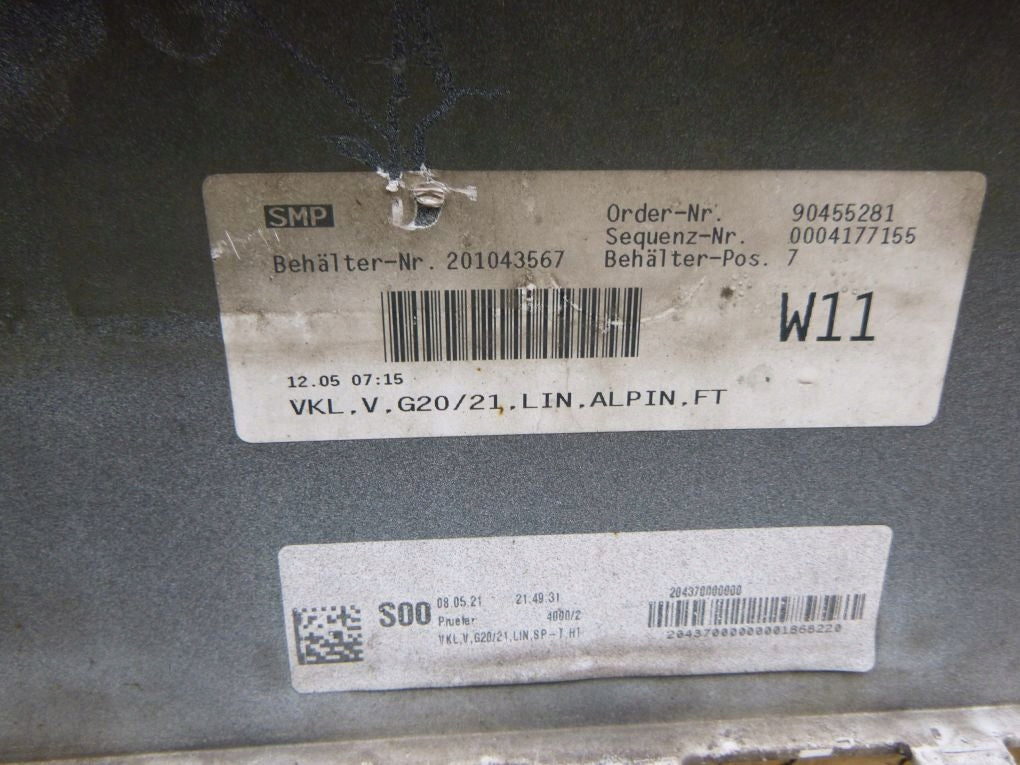 SMP
Order-Nr. 90455281
Sequenz-Nr. 0004177155
Behälter-Nr. 201043567 Behälter-Pos. 7
W11
12.05 07:15
VKL,V,G20/21,LIN,ALPIN,FT
S00 08.05.21 21:49:31
Pruefer 4000/2
VKL,V,G20/21,LIN,SP-T,HT
204370000000